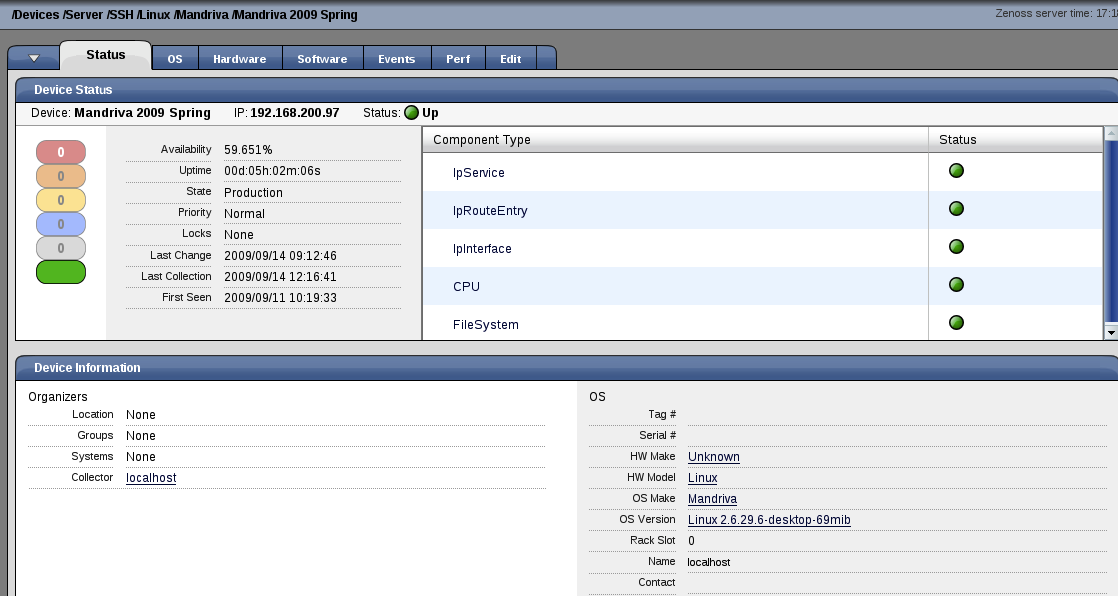 /Devices /Server /SSH /Linux /Mandriva /Mandriva 2009 Spring
Zenoss server time: 17:18
Status OS Hardware Software Events Perf Edit
Device Status
Device: Mandriva 2009 Spring IP: 192.168.200.97 Status: Up
0
0
0
0
0
Availability 59.651%
Uptime 00d:05h:02m:06s
State Production
Priority Normal
Locks None
Last Change 2009/09/14 09:12:46
Last Collection 2009/09/14 12:16:41
First Seen 2009/09/11 10:19:33
Component Type Status
IpService
IpRouteEntry
IpInterface
CPU
FileSystem
Device Information
Organizers
Location None
Groups None
Systems None
Collector localhost
OS
Tag #
Serial #
HW Make Unknown
HW Model Linux
OS Make Mandriva
OS Version Linux 2.6.29.6-desktop-69mib
Rack Slot 0
Name localhost
Contact